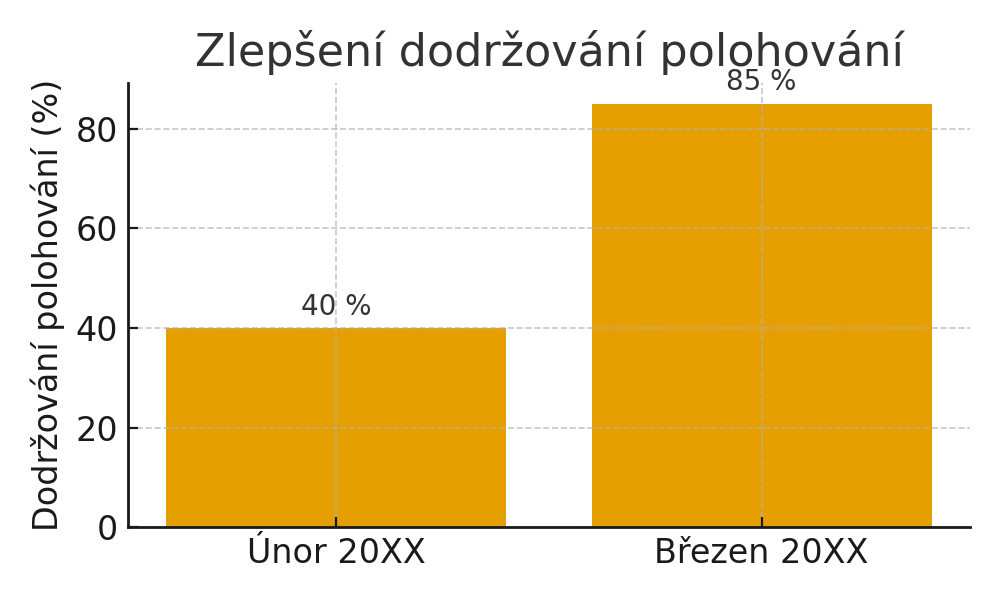 Zlepšení dodržování polohování
85 %
40 %
Dodržování polohování (%)
80
60
40
20
0
Únor 20XX
Březen 20XX